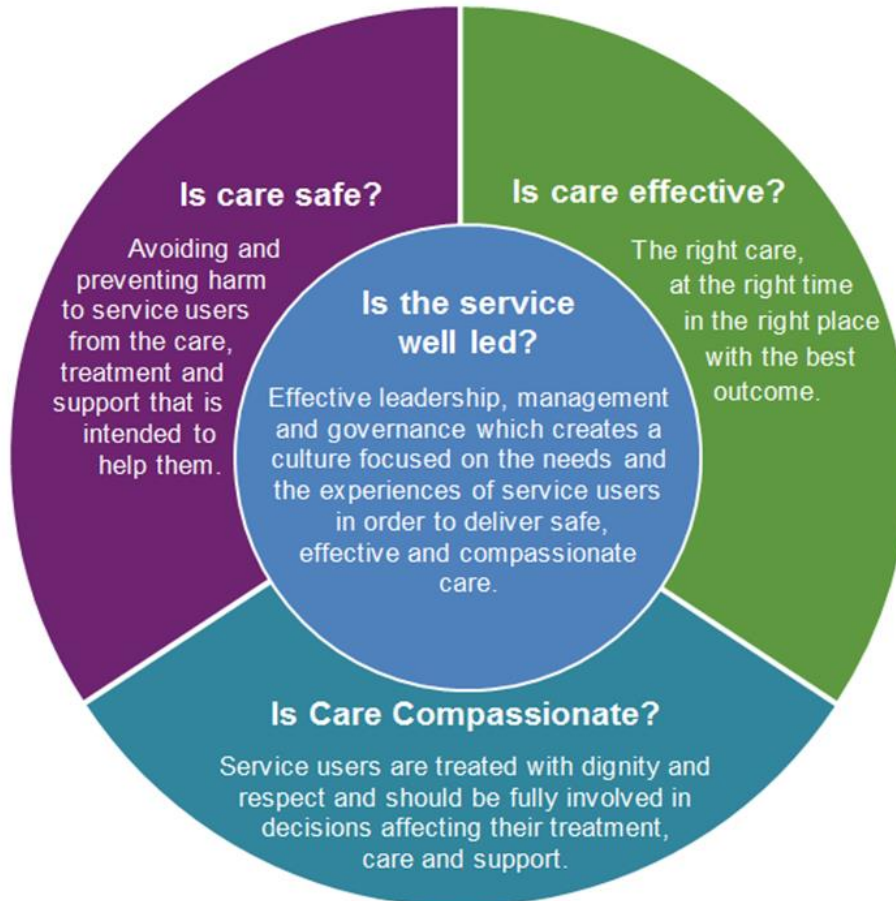 Is care safe?
Avoiding and
preventing harm
to service users
from the care,
treatment and
support that is
intended to
help them.
Is care effective?
The right care,
at the right time
in the right place
with the best
outcome.
Is the service
well led?
Effective leadership, management
and governance which creates a
culture focused on the needs and
the experiences of service users
in order to deliver safe,
effective and compassionate
care.
Is Care Compassionate?
Service users are treated with dignity and
respect and should be fully involved in
decisions affecting their treatment,
care and support.